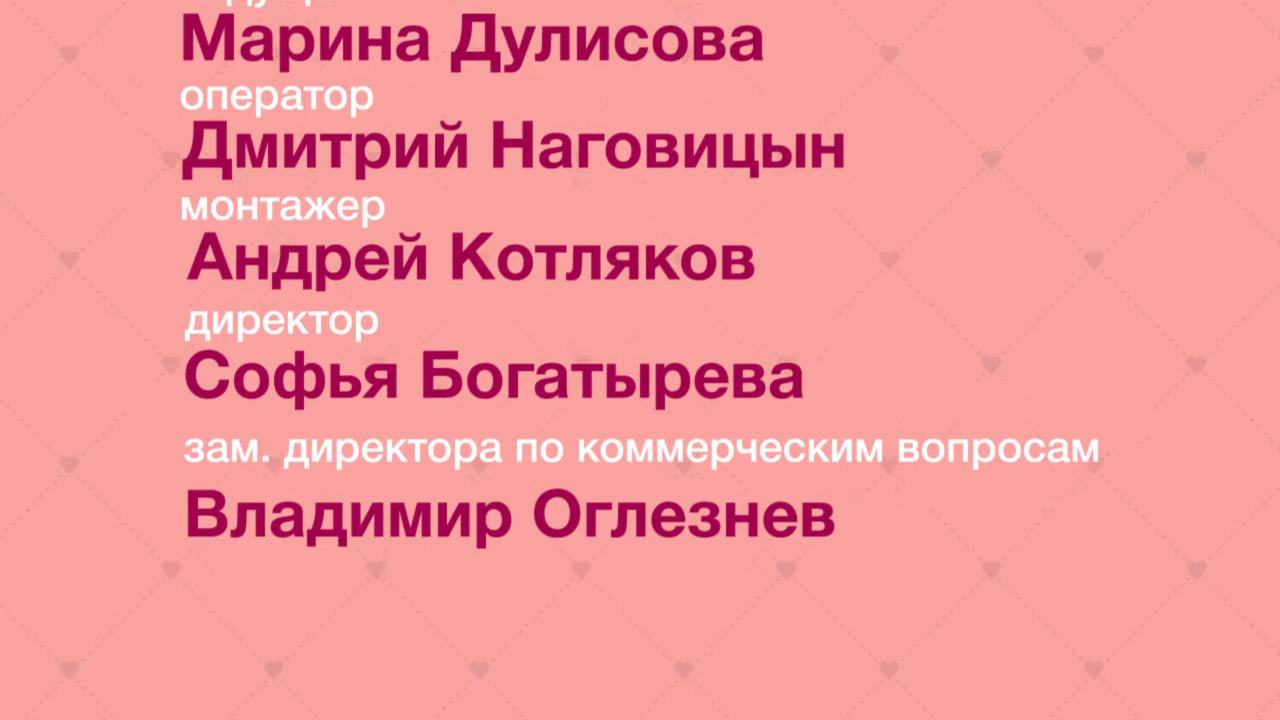 Марина Дулисова
оператор
Дмитрий Наговицын
монтажер
Андрей Котляков
директор
Софья Богатырева
зам. директора по коммерческим вопросам
Владимир Оглезнев